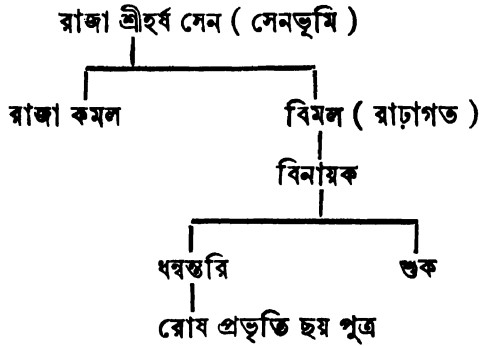 রাজা শ্রীহর্ষ সেন ( সেনভূমি )
রাজা কমল বিমল ( রাঢ়াগত )
বিনায়ক
ধন্বন্তরি শুক
রোষ প্রভৃতি ছয় পুত্র